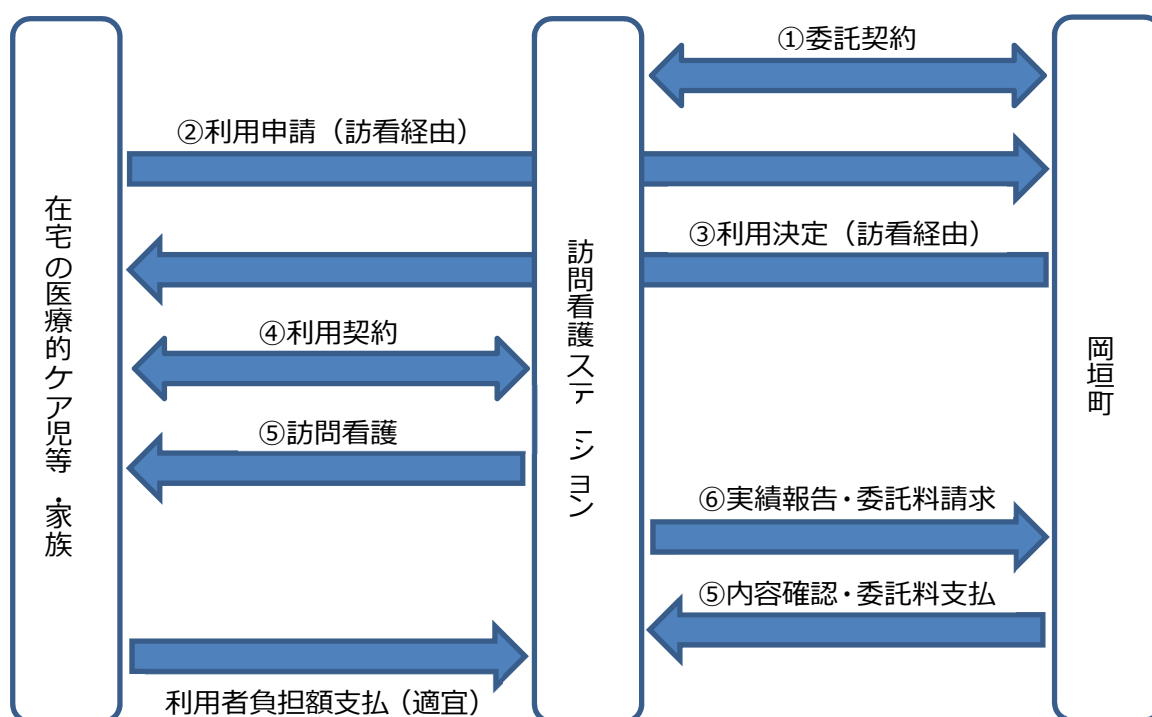 ①委託契約
②利用申請（訪看経由）
③利用決定（訪看経由）
在宅の医療的ケア児等・家族
訪問看護ステーション
岡垣町
④利用契約
⑤訪問看護
⑥実績報告・委託料請求
⑤内容確認・委託料支払
利用者負担額支払（適宜）